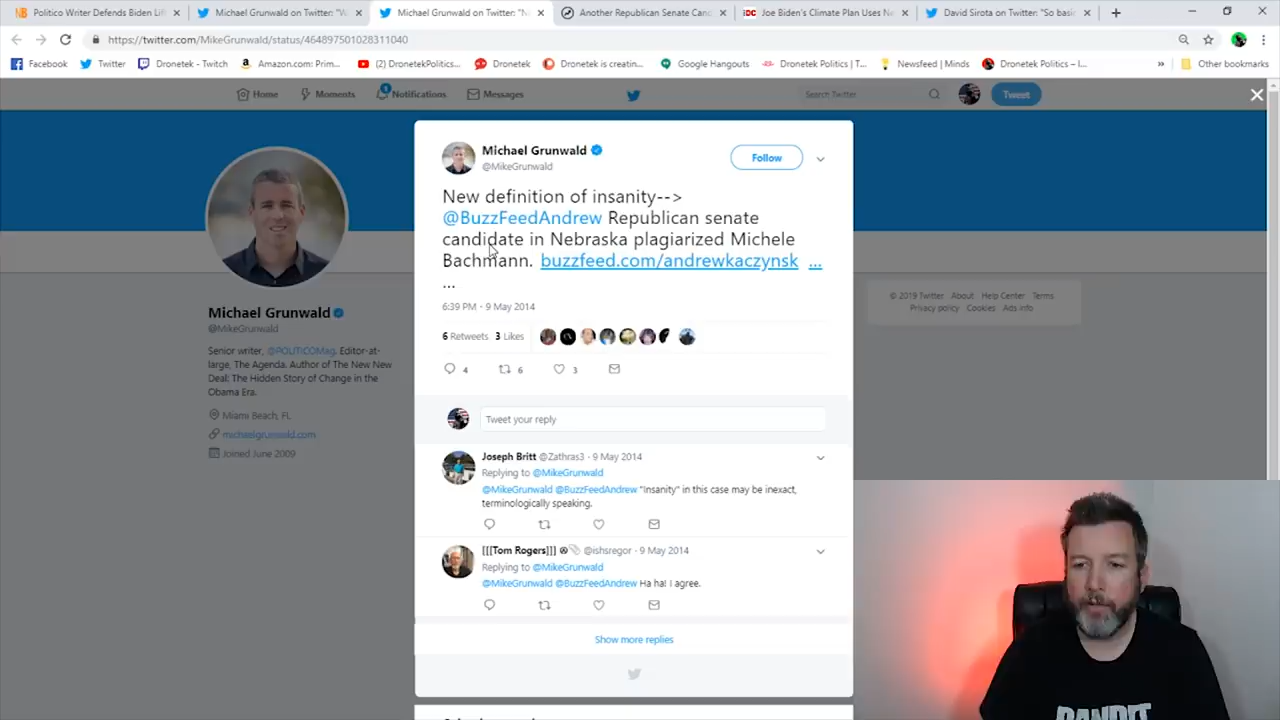 Politico Writer Defends Biden Lif
Michael Grunwald on Twitter: "W
Michael Grunwald on Twitter: "N
Another Republican Senate Cand
Joe Biden's Climate Plan Uses Ne
David Sirota on Twitter: "So basi
https://twitter.com/MikeGrunwald/status/464897501028311040
Facebook
Twitter
Dronetek - Twitch
Amazon.com: Prim...
(2) DronetekPolitics...
Dronetek
Dronetek is creatin...
Google Hangouts
Dronetek Politics | T...
Newsfeed | Minds
Dronetek Politics – I...
Other bookmarks
Home
Moments
Notifications
Messages
Search Twitter
Tweet
Michael Grunwald
@MikeGrunwald
Follow
New definition of insanity-->
@BuzzFeedAndrew Republican senate
candidate in Nebraska plagiarized Michele
Bachmann. buzzfeed.com/andrewkaczynsk ...
...
6:39 PM - 9 May 2014
6 Retweets 3 Likes
4 6 3
Tweet your reply
Joseph Britt @Zathras3 · 9 May 2014
Replying to @MikeGrunwald
@MikeGrunwald @BuzzFeedAndrew "Insanity" in this case may be inexact,
terminologically speaking.
[[[Tom Rogers]]] @ishsregor · 9 May 2014
Replying to @MikeGrunwald
@MikeGrunwald @BuzzFeedAndrew Ha ha! I agree.
Show more replies
Michael Grunwald
@MikeGrunwald
Senior writer, @POLITICOMag. Editor-at-
large, The Agenda. Author of The New New
Deal: The Hidden Story of Change in the
Obama Era.
Miami Beach, FL
michaelgrunwald.com
Joined June 2009
© 2019 Twitter About Help Center Terms
Privacy policy Cookies Ads info
BANDIT